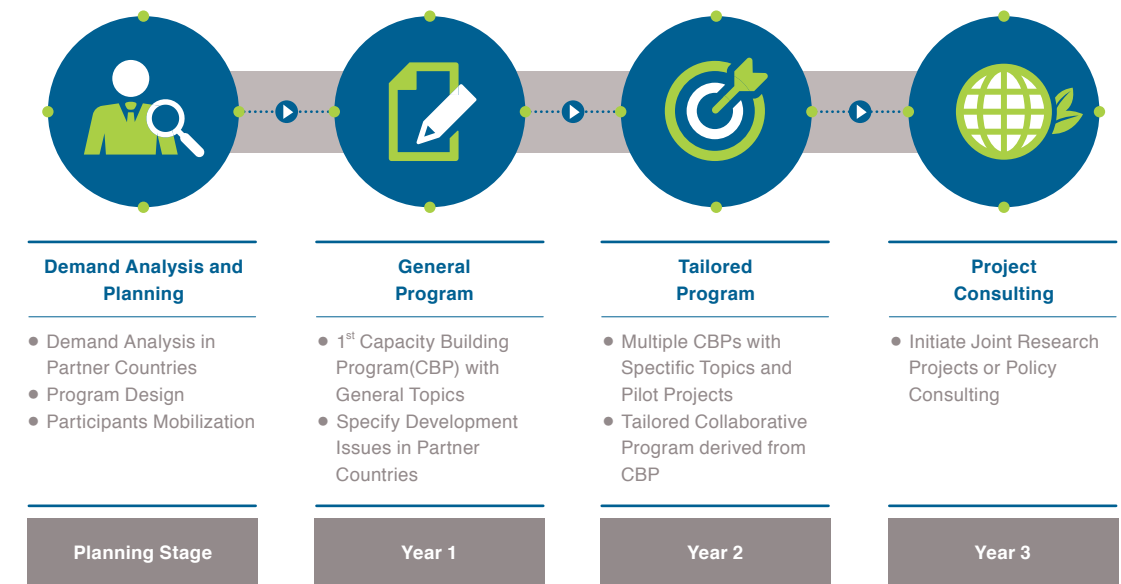 Demand Analysis and
Planning
● Demand Analysis in
Partner Countries
● Program Design
● Participants Mobilization
Planning Stage
General
Program
● 1st Capacity Building
Program(CBP) with
General Topics
● Specify Development
Issues in Partner
Countries
Year 1
Tailored
Program
● Multiple CBPs with
Spectific Topics and
Pilot Projects
● Tailored Collaborative
Program derived from
CBP
Year 2
Project
Consulting
● Initiate Joint Research
Projects or Policy
Consulting
Year 3